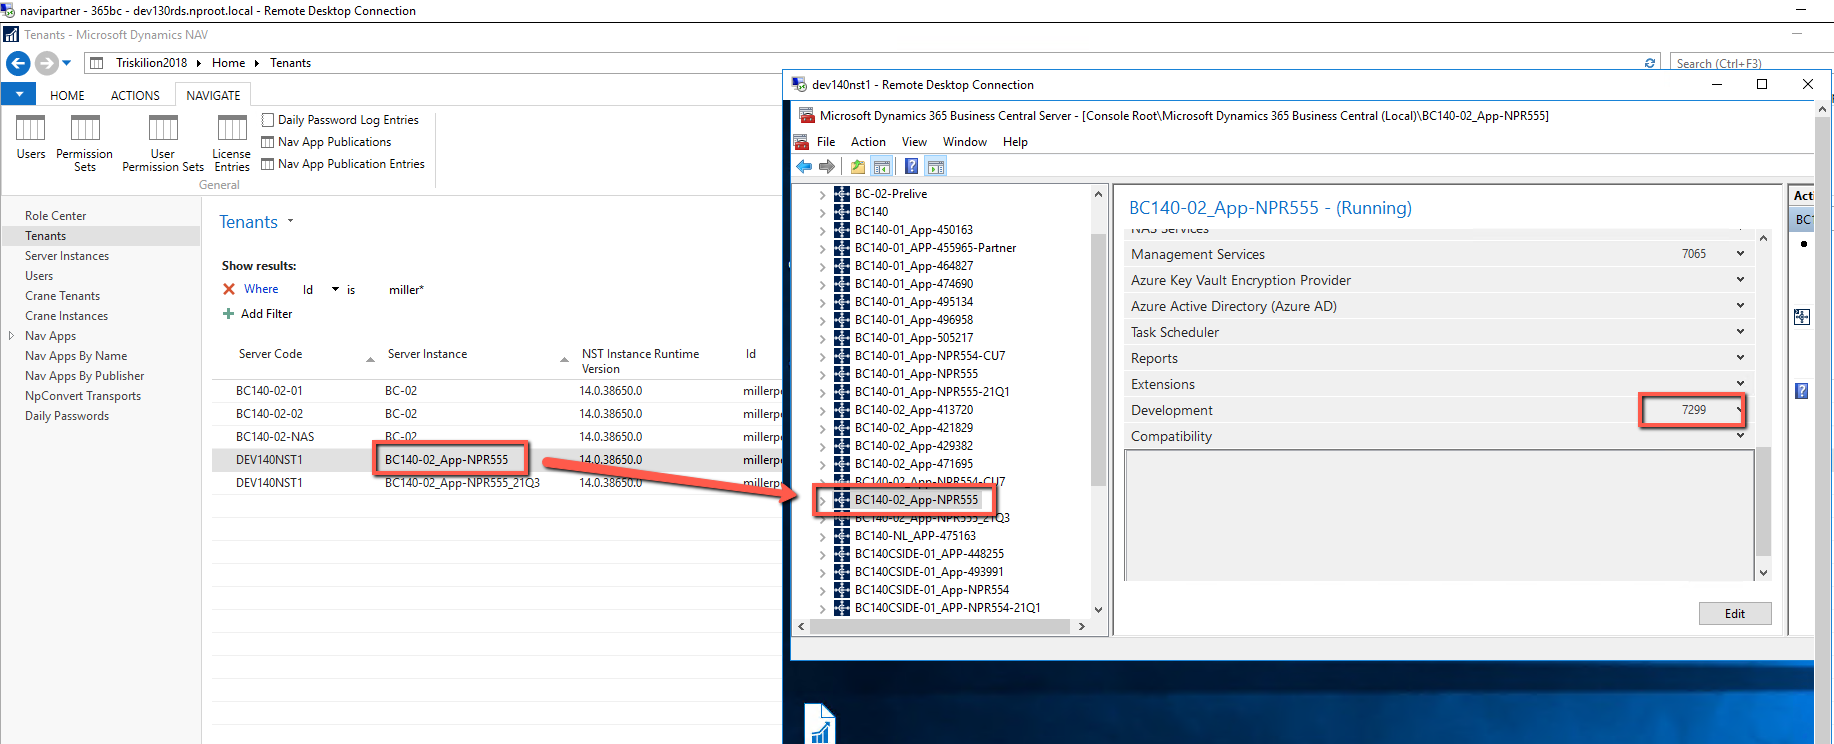 navipartner - 365bc - dev130rds.nproot.local - Remote Desktop Connection
Tenants - Microsoft Dynamics NAV
Triskilion2018 Home Tenants
Search (Ctrl+F3)
HOME ACTIONS NAVIGATE
Users
Permission Sets
User Permission Sets
License Entries
Daily Password Log Entries
Nav App Publications
Nav App Publication Entries
General
Role Center
Tenants
Server Instances
Users
Crane Tenants
Crane Instances
Nav Apps
Nav Apps By Name
Nav Apps By Publisher
NpConvert Transports
Daily Passwords
Tenants
Show results:
Where Id is miller*
Add Filter
Server Code Server Instance NST Instance Runtime Version Id
BC140-02-01 BC-02 14.0.38650.0
BC140-02-02 BC-02 14.0.38650.0
BC140-02-NAS BC-02 14.0.38650.0
DEV140NST1 BC140-02_App-NPR555 14.0.38650.0
DEV140NST1 BC140-02_App-NPR555_21Q3 14.0.38650.0
dev140nst1 - Remote Desktop Connection
Microsoft Dynamics 365 Business Central Server - [Console Root\Microsoft Dynamics 365 Business Central (Local)\BC140-02_App-NPR555]
File Action View Window Help
BC-02-Prelive
BC140
BC140-01_App-450163
BC140-01_APP-455965-Partner
BC140-01_App-464827
BC140-01_App-474690
BC140-01_App-495134
BC140-01_App-496958
BC140-01_App-505217
BC140-01_App-NPR554-CU7
BC140-01_App-NPR555
BC140-01_App-NPR555-21Q1
BC140-02_App-413720
BC140-02_App-421829
BC140-02_App-429382
BC140-02_App-471695
BC140-02_App-NPR554-CU7
BC140-02_App-NPR555
BC140-02_App-NPR555_21Q3
BC140-NL_APP-475163
BC140CSIDE-01_APP-448255
BC140CSIDE-01_App-493991
BC140CSIDE-01_App-NPR554
BC140CSIDE-01_APP-NPR554-21Q1
BC140-02_App-NPR555 - (Running)
NAS Services
Management Services 7065
Azure Key Vault Encryption Provider
Azure Active Directory (Azure AD)
Task Scheduler
Reports
Extensions
Development 7299
Compatibility
Edit